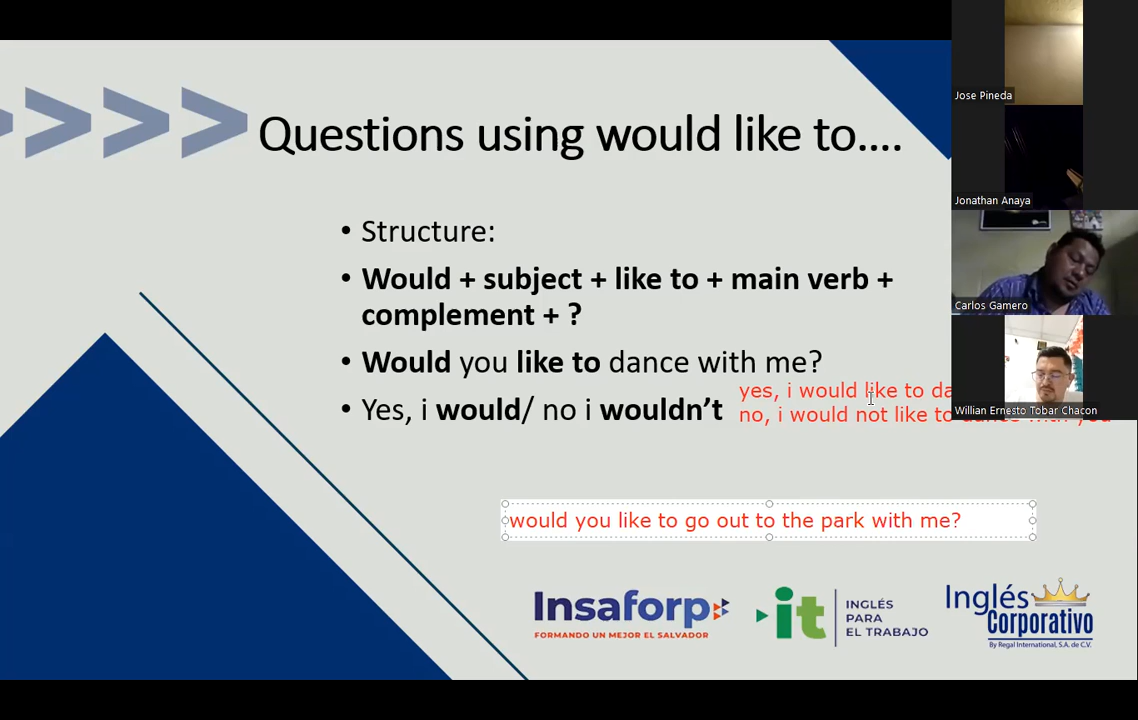 Questions using would like to....
• Structure:
• Would + subject + like to + main verb +
complement + ?
• Would you like to dance with me?
• Yes, i would/ no i wouldn't
yes, i would like to da
no, i would not like to dance with you
would you like to go out to the park with me?
Insaforp
FORMANDO UN MEJOR EL SALVADOR
it
INGLÉS
PARA
EL TRABAJO
Inglés
Corporativo
By Regal International, S.A. de C.V.
Jose Pineda
Jonathan Anaya
Carlos Gamero
Willian Ernesto Tobar Chacon